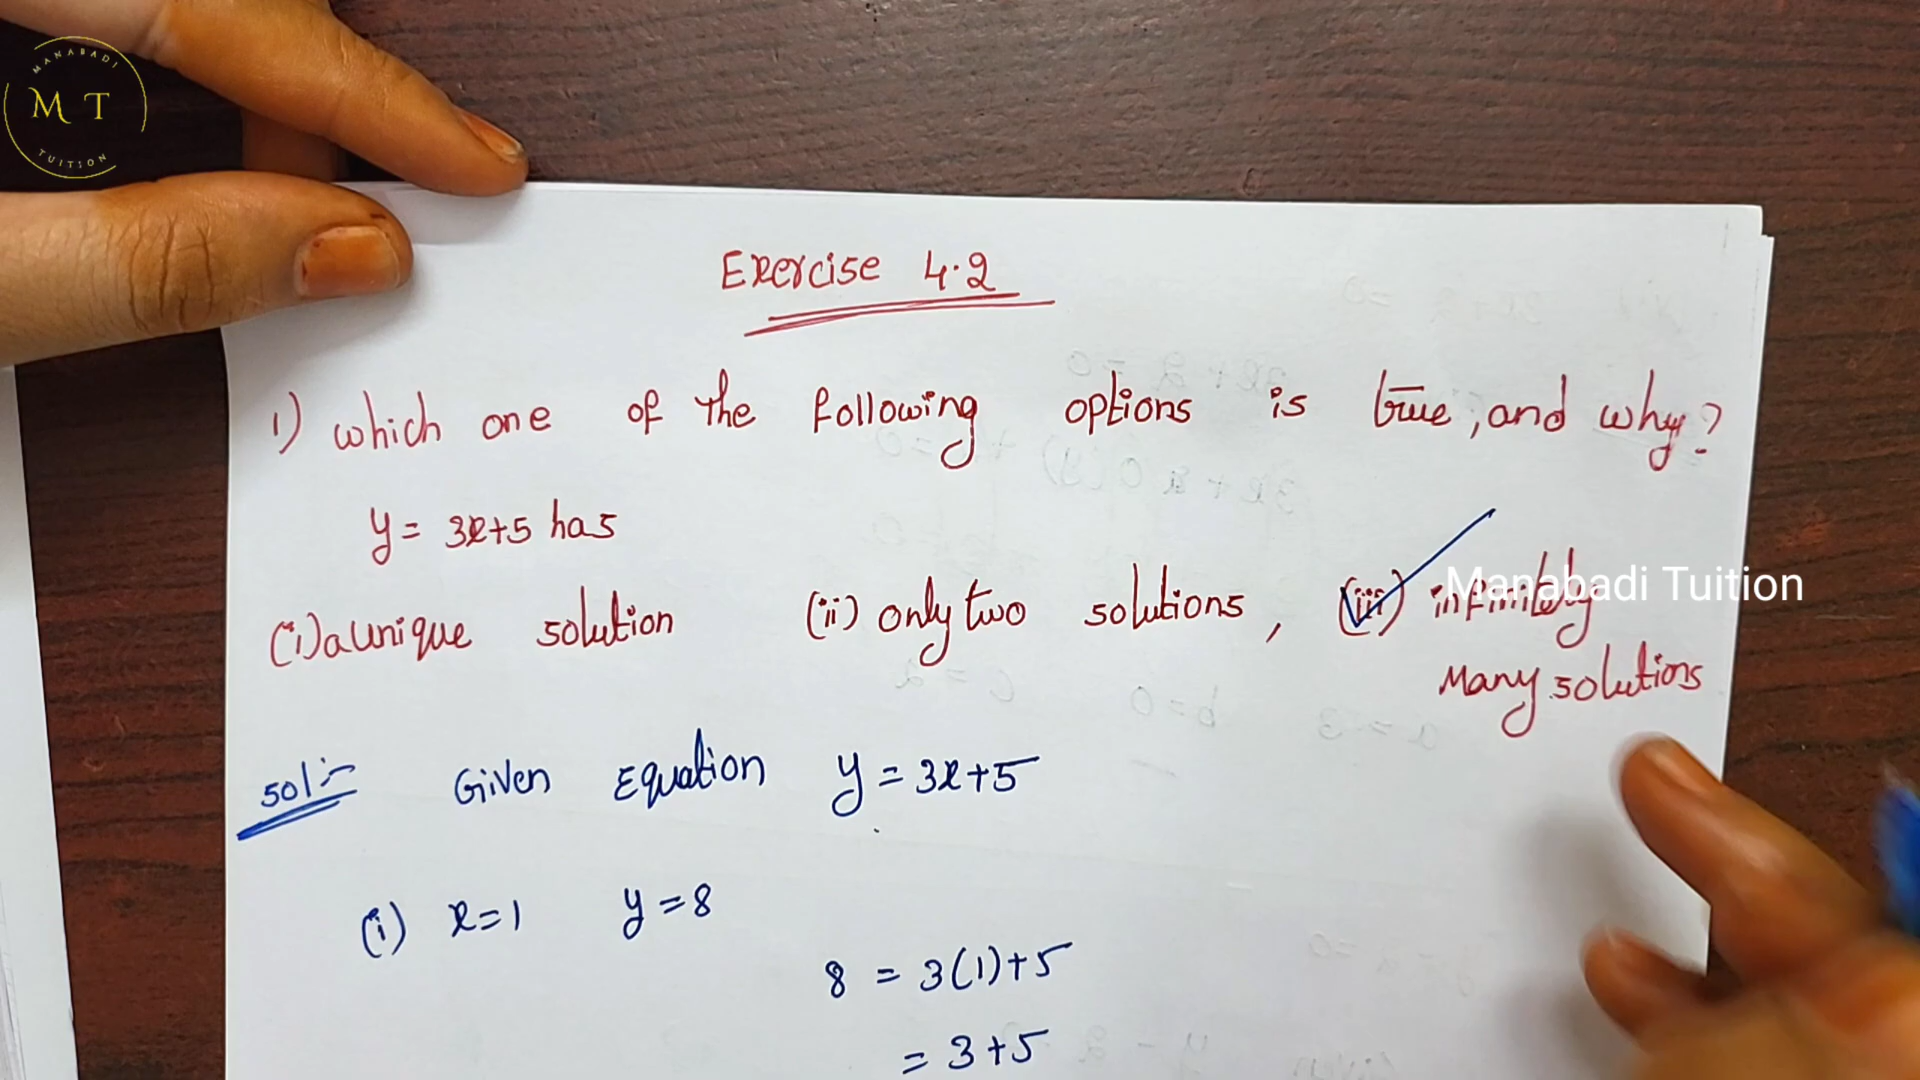 MANABADI
M T
TUITION
Exercise 4.2
1) which one of the following options is true, and why?
y = 3x+5 has
(i) a unique solution (ii) only two solutions, (iii) infinitely
Manabadi Tuition
Many solutions
sol:- Given Equation y = 3x+5
(i) x=1 y=8
8 = 3(1)+5
= 3+5